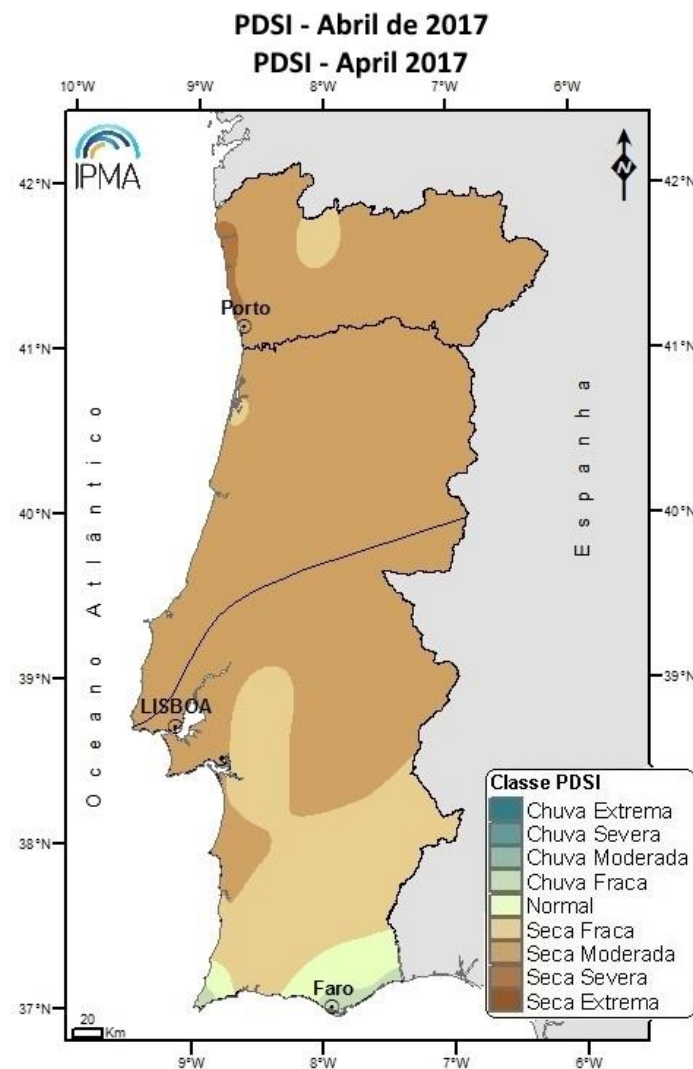 PDSI - Abril de 2017
PDSI - April 2017
10°W 9°W 8°W 7°W 6°W
IPMA
N
42°N 42°N
Porto
41°N 41°N
Oceano Atlântico
Espanha
40°N 40°N
39°N 39°N
LISBOA
38°N
Classe PDSI
Chuva Extrema
Chuva Severa
Chuva Moderada
Chuva Fraca
Normal
Seca Fraca
Seca Moderada
Seca Severa
Seca Extrema
Faro
37°N
20
Km
9°W 8°W 7°W 6°W